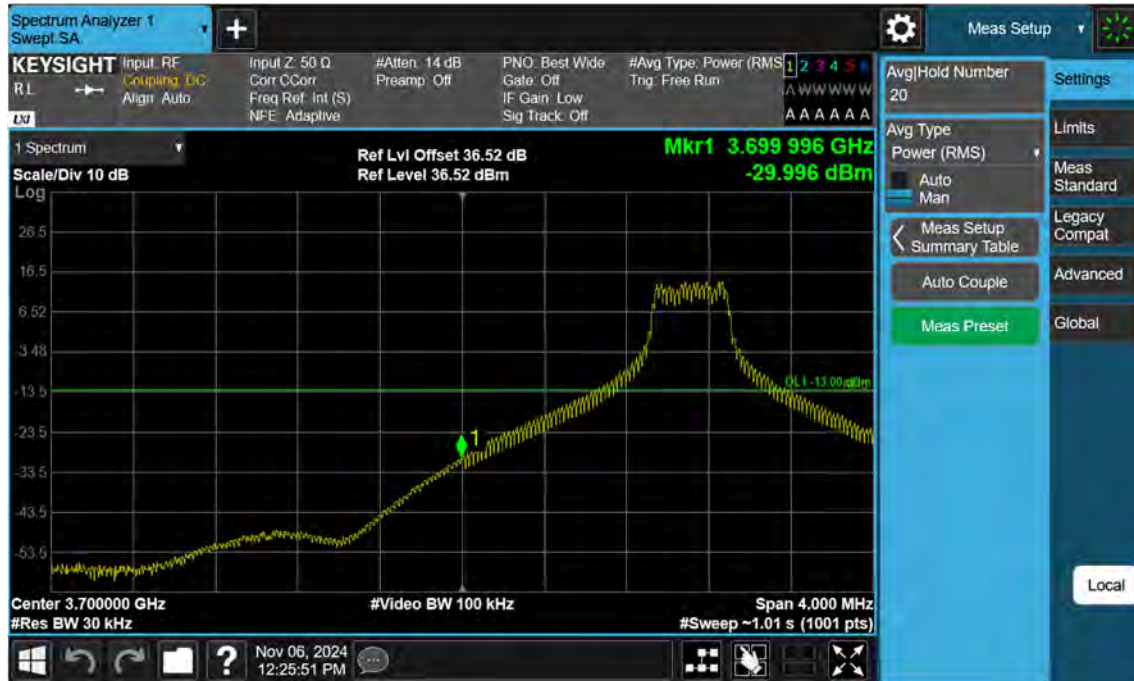 Spectrum Analyzer 1
Swept SA
+
Meas Setup
KEYSIGHT
RL
LXI
Input: RF
Coupling: DC
Align: Auto
Input Z: 50 Ω
Corr CCorr
Freq Ref: Int (S)
NFE: Adaptive
#Atten: 14 dB
Preamp: Off
PNO: Best Wide
Gate: Off
IF Gain: Low
Sig Track: Off
#Avg Type: Power (RMS
Trig: Free Run
1 2 3 4 5 6
A W W W W W
A A A A A A
1 Spectrum
Scale/Div 10 dB
Log
Ref Lvl Offset 36.52 dB
Ref Level 36.52 dBm
Mkr1 3.699 996 GHz
-29.996 dBm
26.5
16.5
6.52
-3.48
-13.5
-23.5
-33.5
-43.5
-53.5
DL1 -13.00 dBm
1
Center 3.700000 GHz
#Res BW 30 kHz
#Video BW 100 kHz
Span 4.000 MHz
#Sweep ~1.01 s (1001 pts)
Avg|Hold Number
20
Avg Type
Power (RMS)
Auto
Man
Meas Setup
Summary Table
Auto Couple
Meas Preset
Settings
Limits
Meas
Standard
Legacy
Compat
Advanced
Global
Local
?
Nov 06, 2024
12:25:51 PM